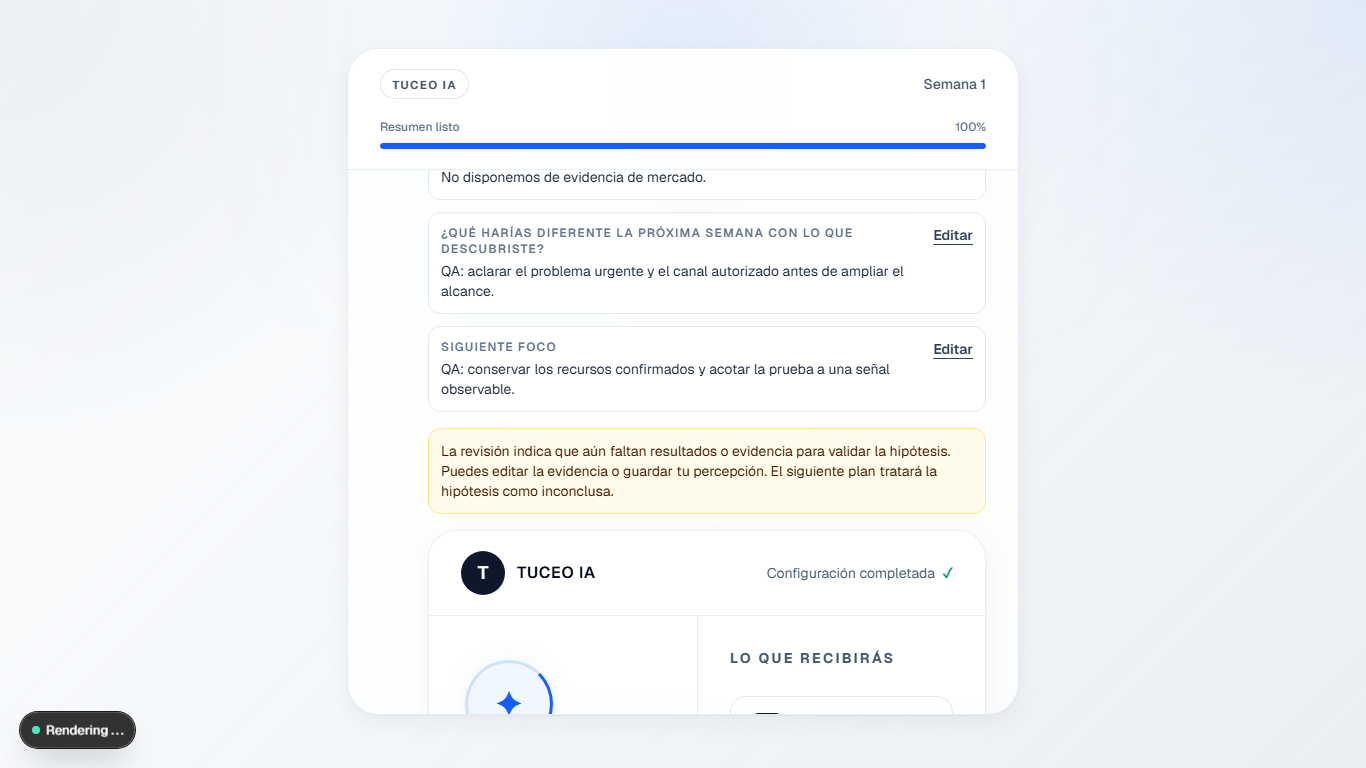 TUCEO IA
Semana 1
Resumen listo
100%
No disponemos de evidencia de mercado.
¿QUÉ HARÍAS DIFERENTE LA PRÓXIMA SEMANA CON LO QUE
DESCUBRISTE?
Editar
QA: aclarar el problema urgente y el canal autorizado antes de ampliar el
alcance.
SIGUIENTE FOCO
Editar
QA: conservar los recursos confirmados y acotar la prueba a una señal
observable.
La revisión indica que aún faltan resultados o evidencia para validar la hipótesis.
Puedes editar la evidencia o guardar tu percepción. El siguiente plan tratará la
hipótesis como inconclusa.
T
TUCEO IA
Configuración completada ✓
LO QUE RECIBIRÁS
Rendering ...